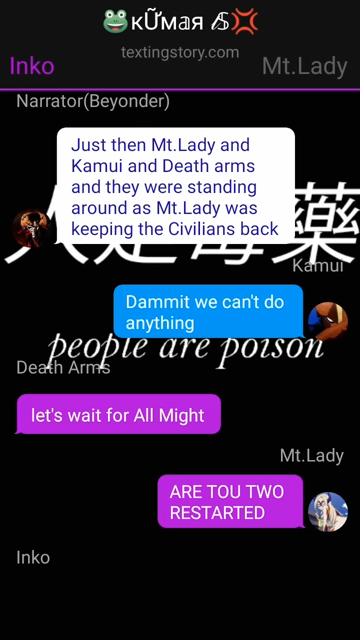 🐸кỮмαя 𝓁𝒮💢
textingstory.com
Inko
Mt.Lady
Narrator(Beyonder)
Just then Mt.Lady and
Kamui and Death arms
and they were standing
around as Mt.Lady was
keeping the Civilians back
人是毒藥
Kamui
Dammit we can't do
anything
people are poison
Death Arms
let's wait for All Might
Mt.Lady
ARE TOU TWO
RESTARTED
Inko